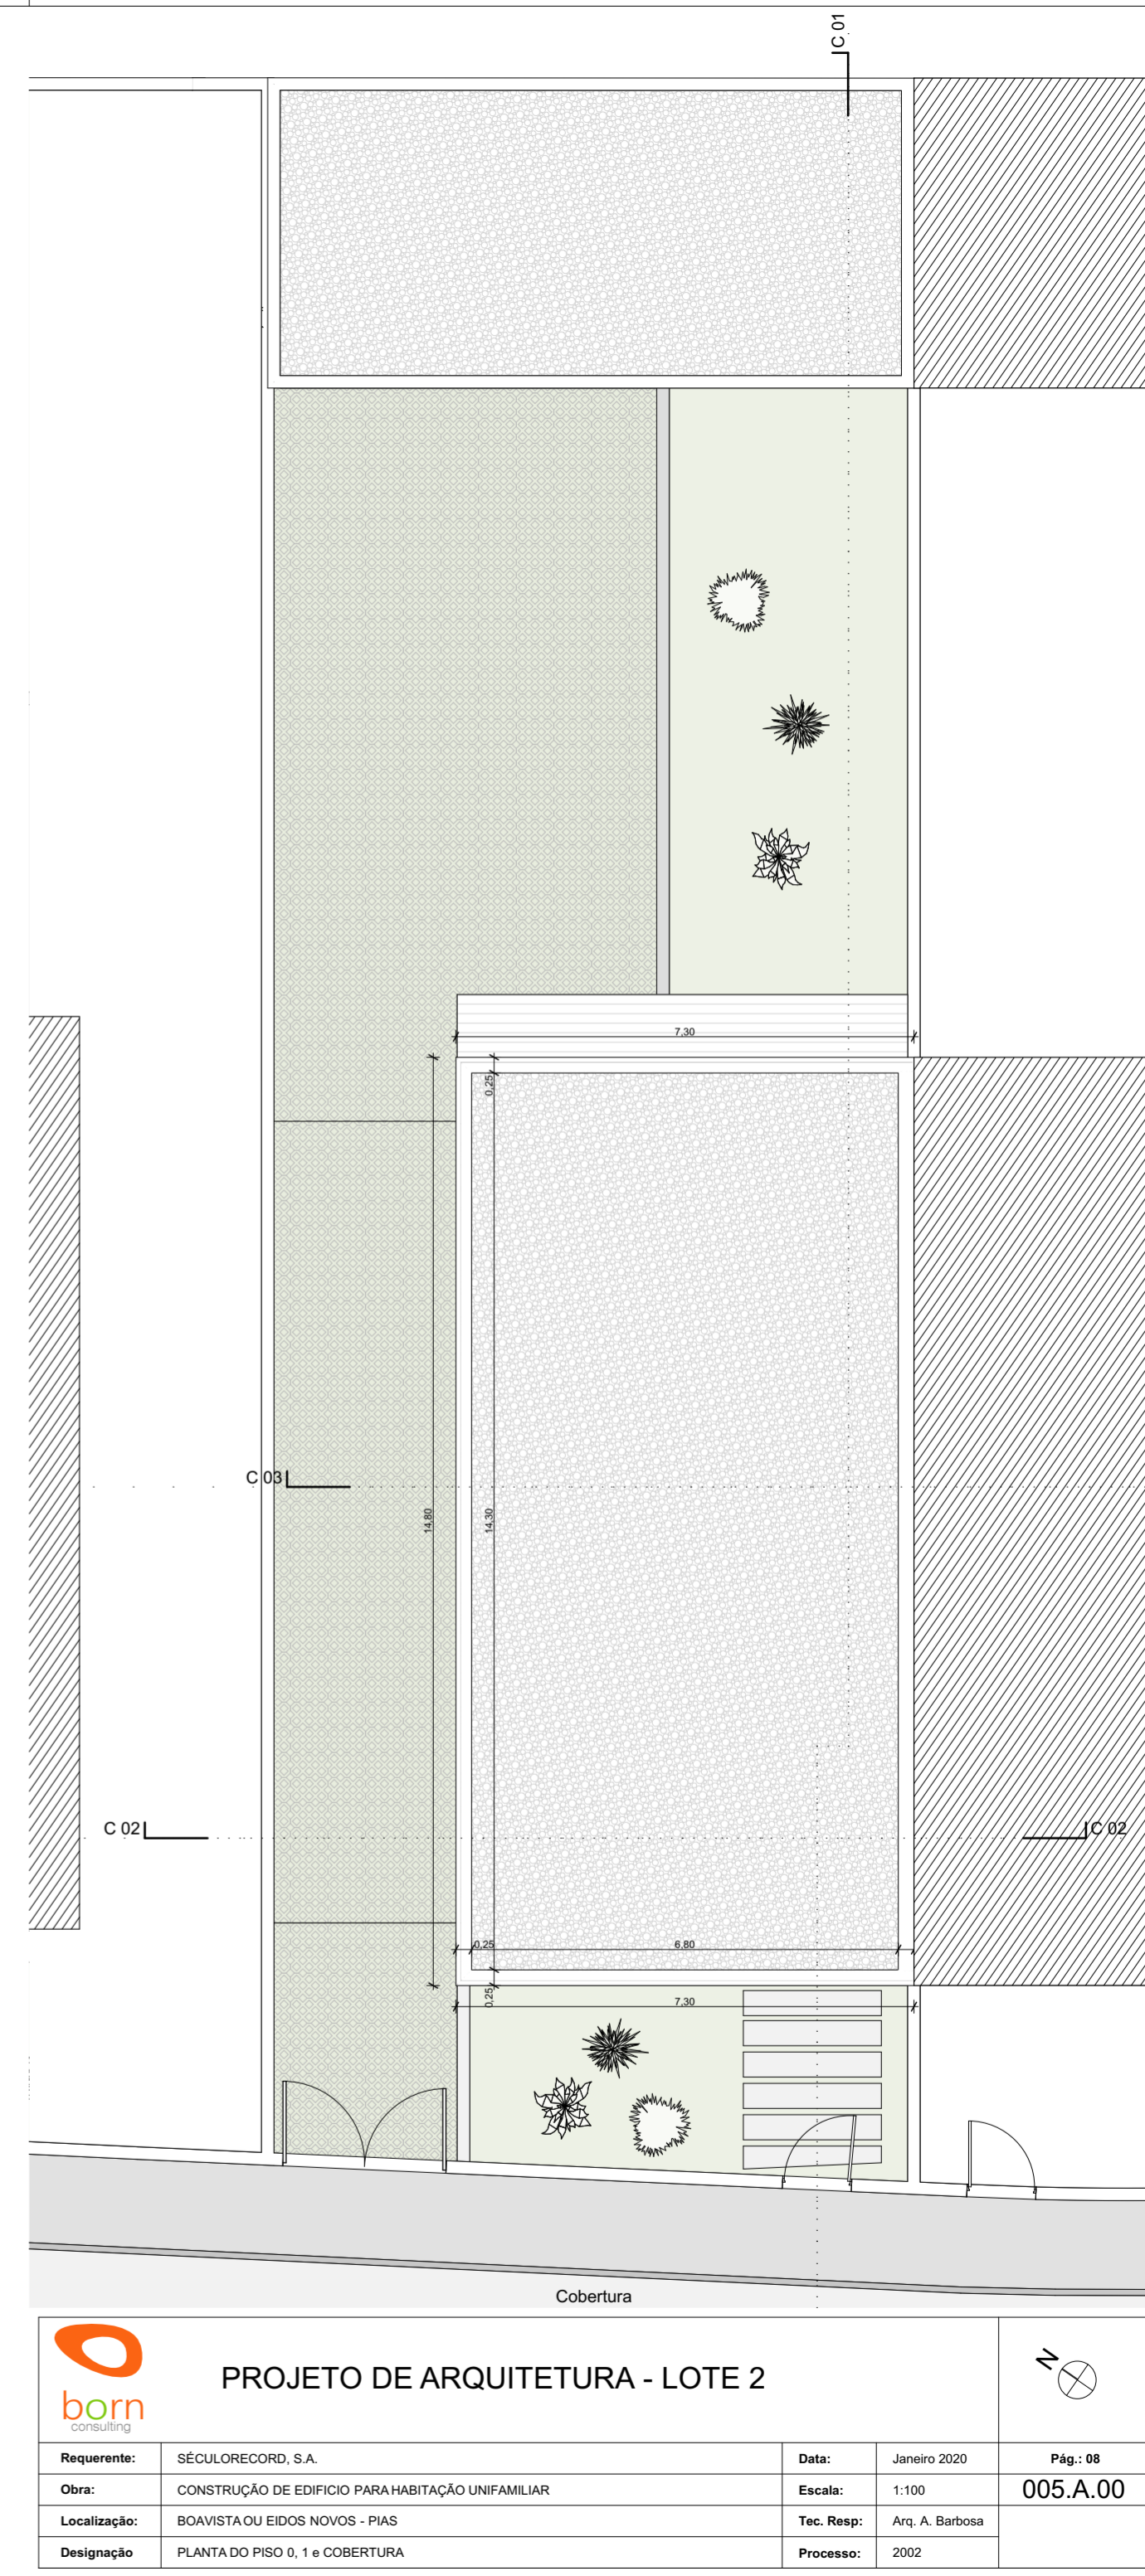 C 01
7,30
0,25
C 03
14,80
14,30
C 02
C 02
0,25
6,80
0,25
7,30
Cobertura
born
consulting
PROJETO DE ARQUITETURA - LOTE 2
N
Requerente: SÉCULORECORD, S.A. Data: Janeiro 2020 Pág.: 08
Obra: CONSTRUÇÃO DE EDIFICIO PARA HABITAÇÃO UNIFAMILIAR Escala: 1:100 005.A.00
Localização: BOAVISTA OU EIDOS NOVOS - PIAS Tec. Resp: Arq. A. Barbosa
Designação PLANTA DO PISO 0, 1 e COBERTURA Processo: 2002